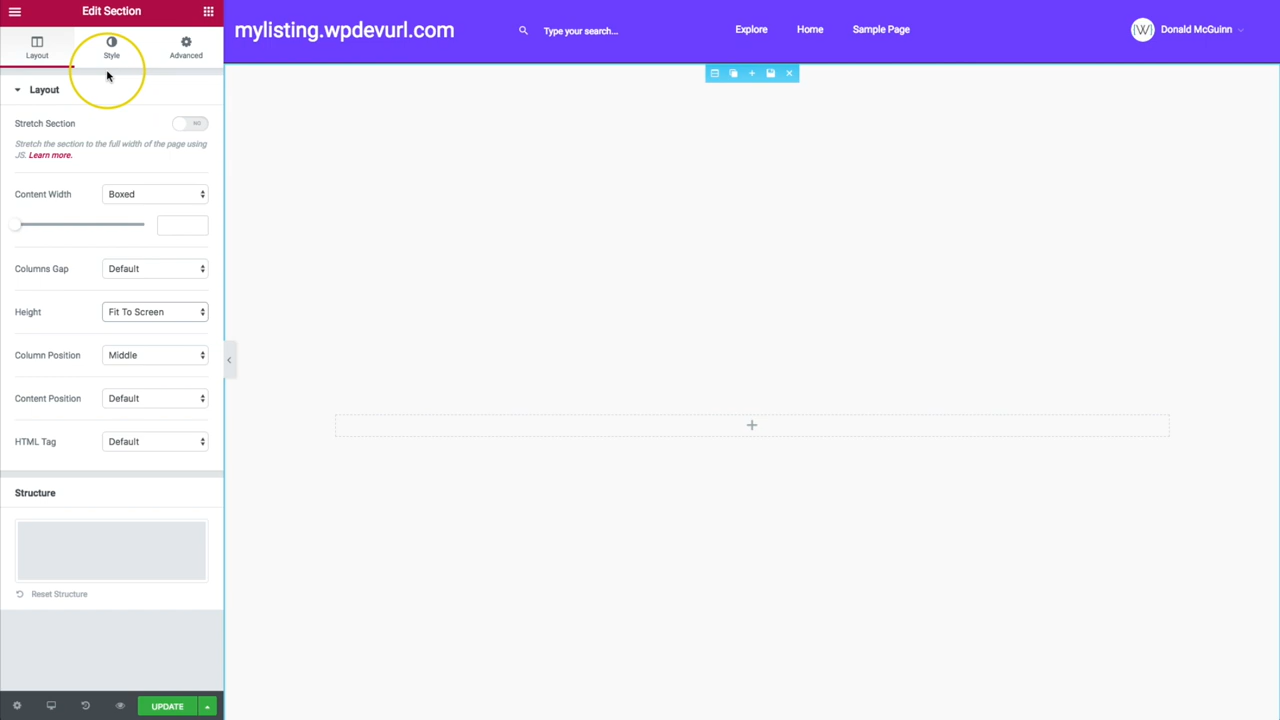 Edit Section
Layout
Style
Advanced
Layout
Stretch Section
NO
Stretch the section to the full width of the page using
JS. Learn more.
Content Width
Boxed
Columns Gap
Default
Height
Fit To Screen
Column Position
Middle
Content Position
Default
HTML Tag
Default
Structure
Reset Structure
UPDATE
mylisting.wpdevurl.com
Type your search...
Explore
Home
Sample Page
(W)
Donald McGuinn